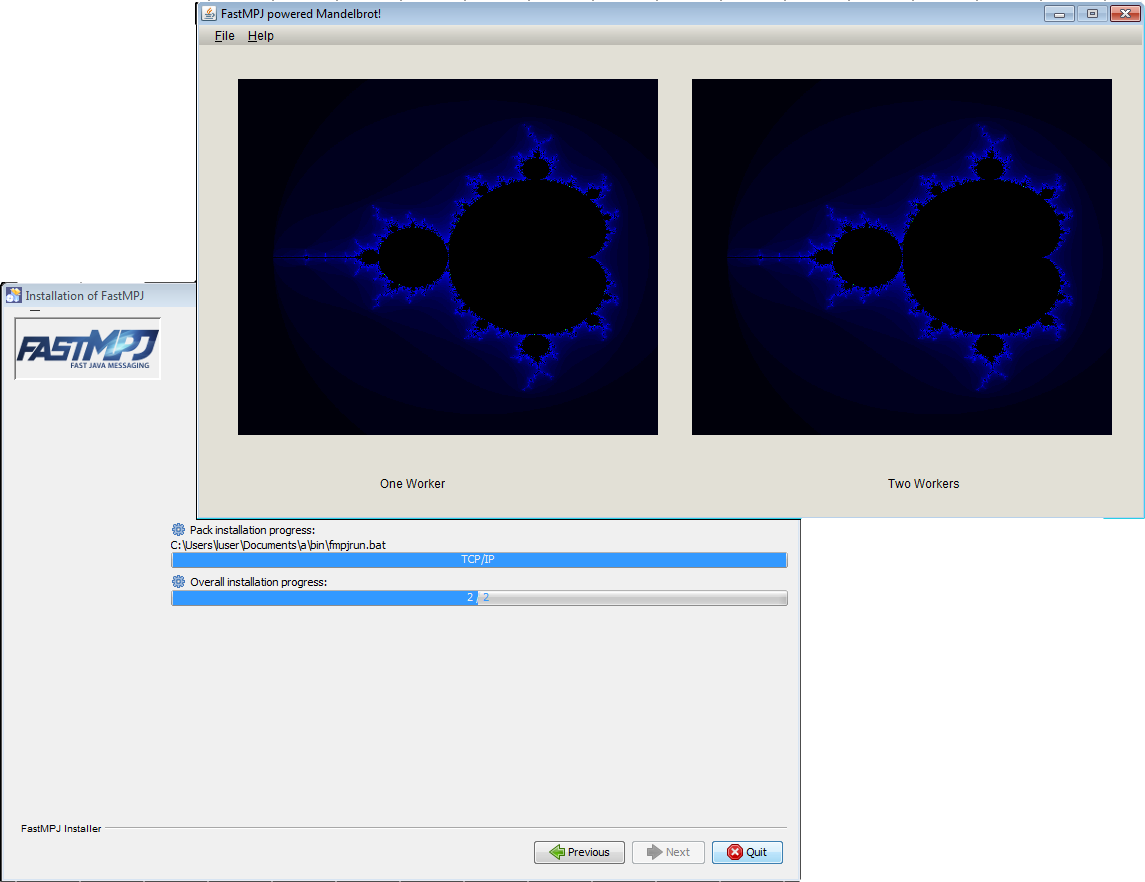 FastMPJ powered Mandelbrot!
File Help
One Worker
Two Workers
Installation of FastMPJ
FASTMPJ
FAST JAVA MESSAGING
Pack installation progress:
C:\Users\luser\Documents\a\bin\fmpjrun.bat
TCP/IP
Overall installation progress:
2 / 2
FastMPJ Installer
Previous
Next
Quit